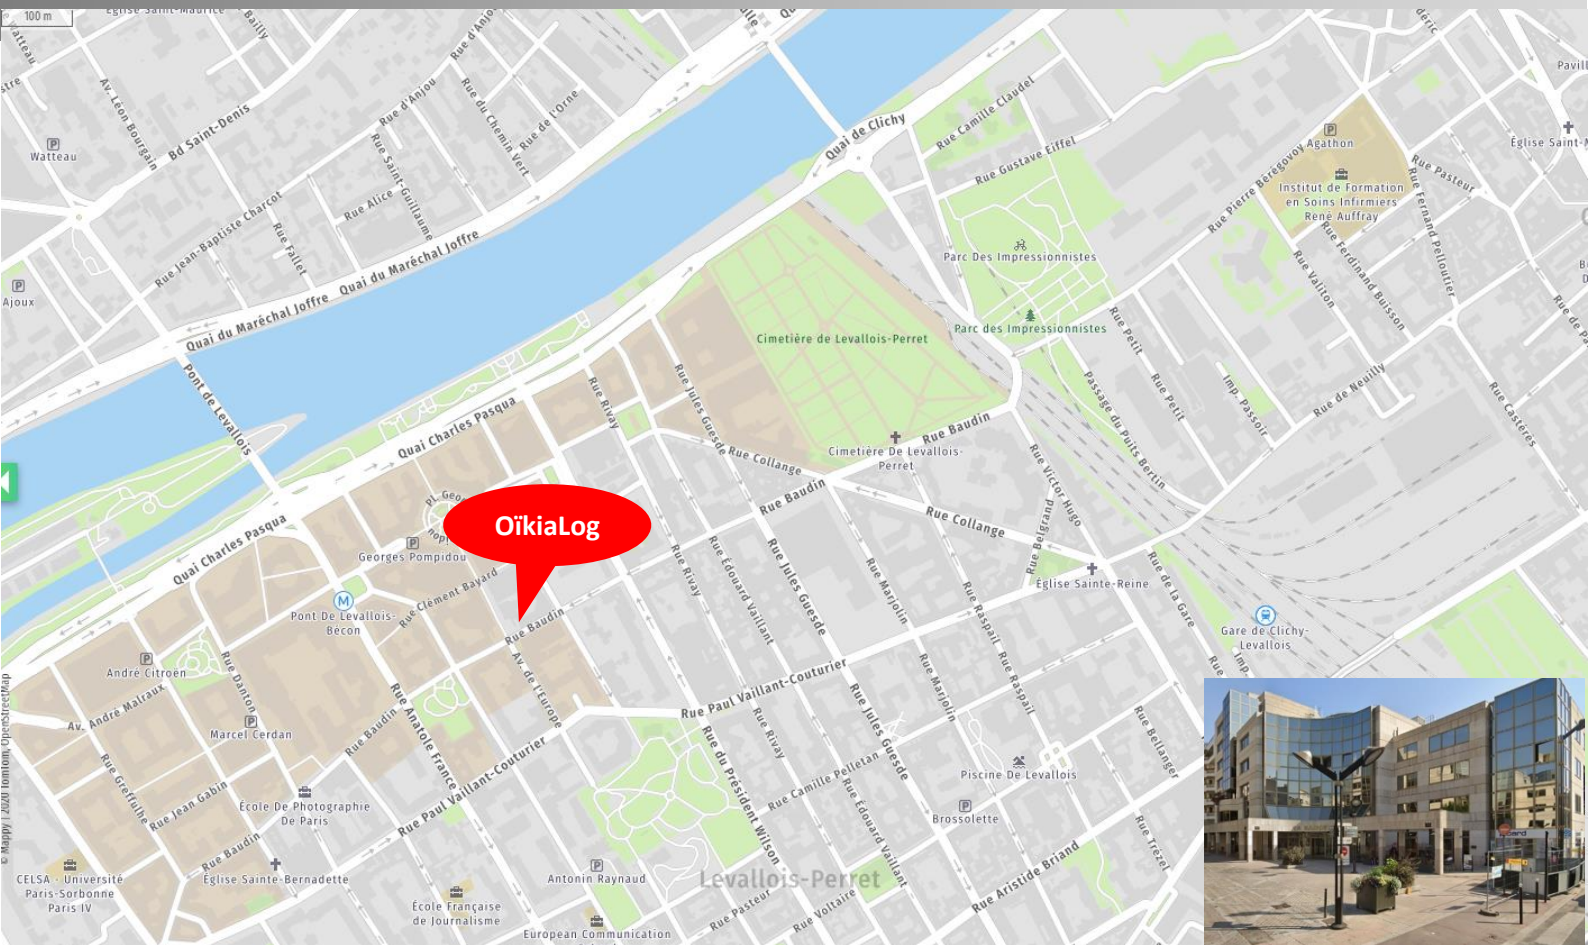 100 m
Bailly
Rue d'Anjou
Quai de Clichy
Rue Camille Claudel
Rue Gustave Eiffel
Av. Léon Bourgain
Bd Saint-Denis
Rue d'Anjou
Rue du Chemin Vert
Rue de l'Orne
Watteau
Rue Saint-Guillaume
Rue Alice
Rue Jean-Baptiste Charcot
Rue Fallet
Ajoux
Quai du Maréchal Joffre
Quai du Maréchal Joffre
Agathon
Institut de Formation
en Soins Infirmiers
René Auffray
Rue Pierre Bérégovoy
Rue Pasteur
Rue Fernand Pelloutier
Rue Ferdinand Buisson
Rue Valiton
Parc Des Impressionnistes
Parc des Impressionnistes
Cimetière de Levallois-Perret
Rue Petit
Rue Petit
Passage du Puits Bertin
Imp. Passoir
Rue de Neuilly
Rue Castérès
Pont de Levallois
Quai Charles Pasqua
Quai Charles Pasqua
Rue Rivay
Rue Jules Guesde
Rue Collange
Rue Baudin
Cimetière De Levallois-
Perret
Rue Baudin
Rue Collange
Rue Victor Hugo
Rue Belgrand
Église Sainte-Reine
Rue de la Gare
Gare de Clichy-
Levallois
OïkiaLog
Georges Pompidou
Rue Clément Bayard
M
Pont De Levallois-
Bécon
Rue Baudin
Av. de l'Europe
Rue Rivay
Rue Édouard Vaillant
Rue Jules Guesde
Rue Marjolin
Rue Raspail
Rue Raspail
Rue Marjolin
Rue Paul Vaillant-Couturier
André Citroën
Av. André Malraux
Rue Danton
Marcel Cerdan
Rue Baudin
Rue Anatole France
Rue Paul Vaillant-Couturier
Rue Greffulhe
Rue Jean Gabin
École De Photographie
De Paris
Rue Baudin
Église Sainte-Bernadette
CELSA - Université
Paris-Sorbonne
Paris IV
École Française
de Journalisme
Antonin Raynaud
European Communication
Rue du Président Wilson
Rue Rivay
Rue Camille Pelletan
Rue Jules Guesde
Rue Édouard Vaillant
Piscine De Levallois
Brossolette
Rue Bellanger
Rue Trézel
Rue Aristide Briand
Levallois-Perret
Rue Pasteur
Rue Voltaire
© Mappy | 2020 TomTom, OpenStreetMap